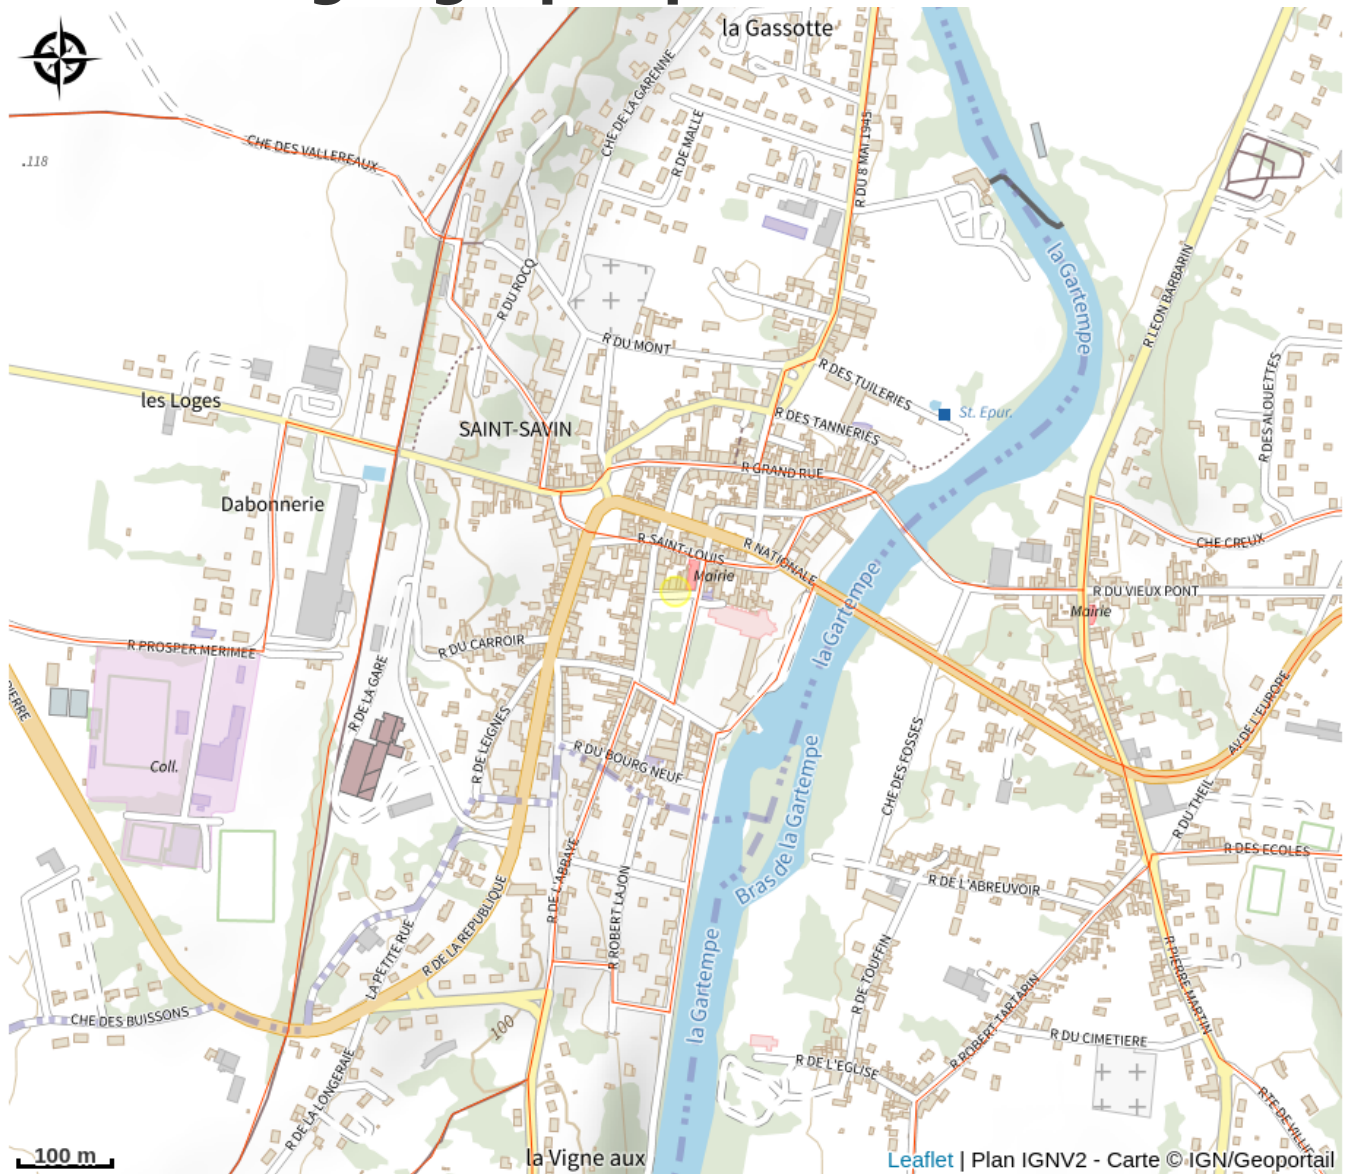 la Gassotte
CHE DE LA GARENNE
R DE MALLE
R DU 8 MAI 1945
CHE DES VALLEREAUX
.118
la Gartempe
R LEON BARBARIN
R DU ROCQ
R DU MONT
R DES TUILERIES
R DES ALOUETTES
les Loges
St. Epur.
R DES TANNERIES
SAINT-SAVIN
R GRAND RUE
Dabonnerie
R SAINT-LOUIS
R NATIONALE
CHE CREUX
Mairie
R DU VIEUX PONT
Mairie
la Gartempe
R PROSPER MERIMEE
R DU CARROIR
R DE LA GARE
PIERRE
AV DE L'EUROPE
R DE LEIGNES
R DU BOURG NEUF
CHE DES FOSSES
Coll.
R DU THEIL
Bras de la Gartempe
R DES ECOLES
R DE L'ABBAYE
R ROBERT LAJON
R DE L'ABREUVOIR
R DE LA REPUBLIQUE
LA PETITE RUE
R DE TOUFFIN
R PIERRE MARTIN
la Gartempe
R ROBERT TARTARIN
CHE DES BUISSONS
100
R DU CIMETIERE
R DE L'EGLISE
R DE LA LONGERAIE
RTE DE VILLIE
100 m
la Vigne aux
Leaflet | Plan IGNV2 - Carte © IGN/Geoportail